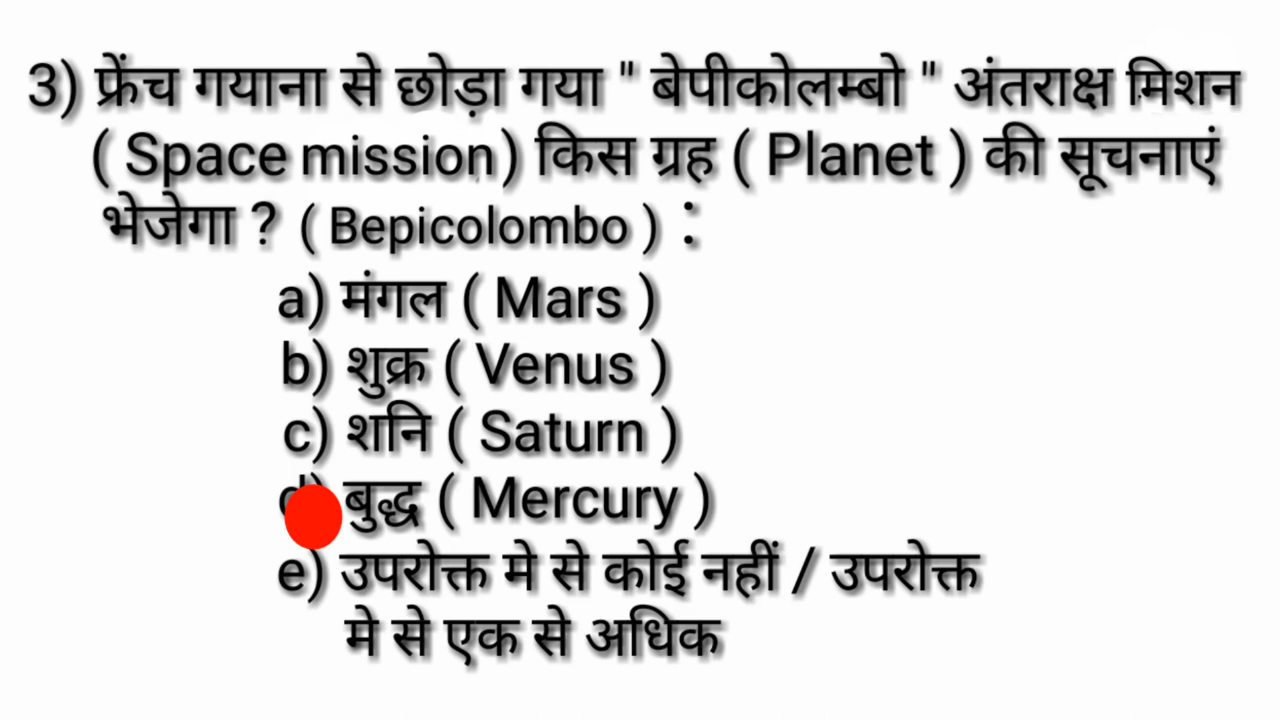 3) फ्रेंच गयाना से छोड़ा गया " बेपीकोलम्बो " अंतराक्ष मिशन
( Space mission) किस ग्रह ( Planet ) की सूचनाएं
भेजेगा ? ( Bepicolombo ) :
a) मंगल ( Mars )
b) शुक्र ( Venus )
c) शनि ( Saturn )
d) बुद्ध ( Mercury )
e) उपरोक्त मे से कोई नहीं / उपरोक्त
मे से एक से अधिक